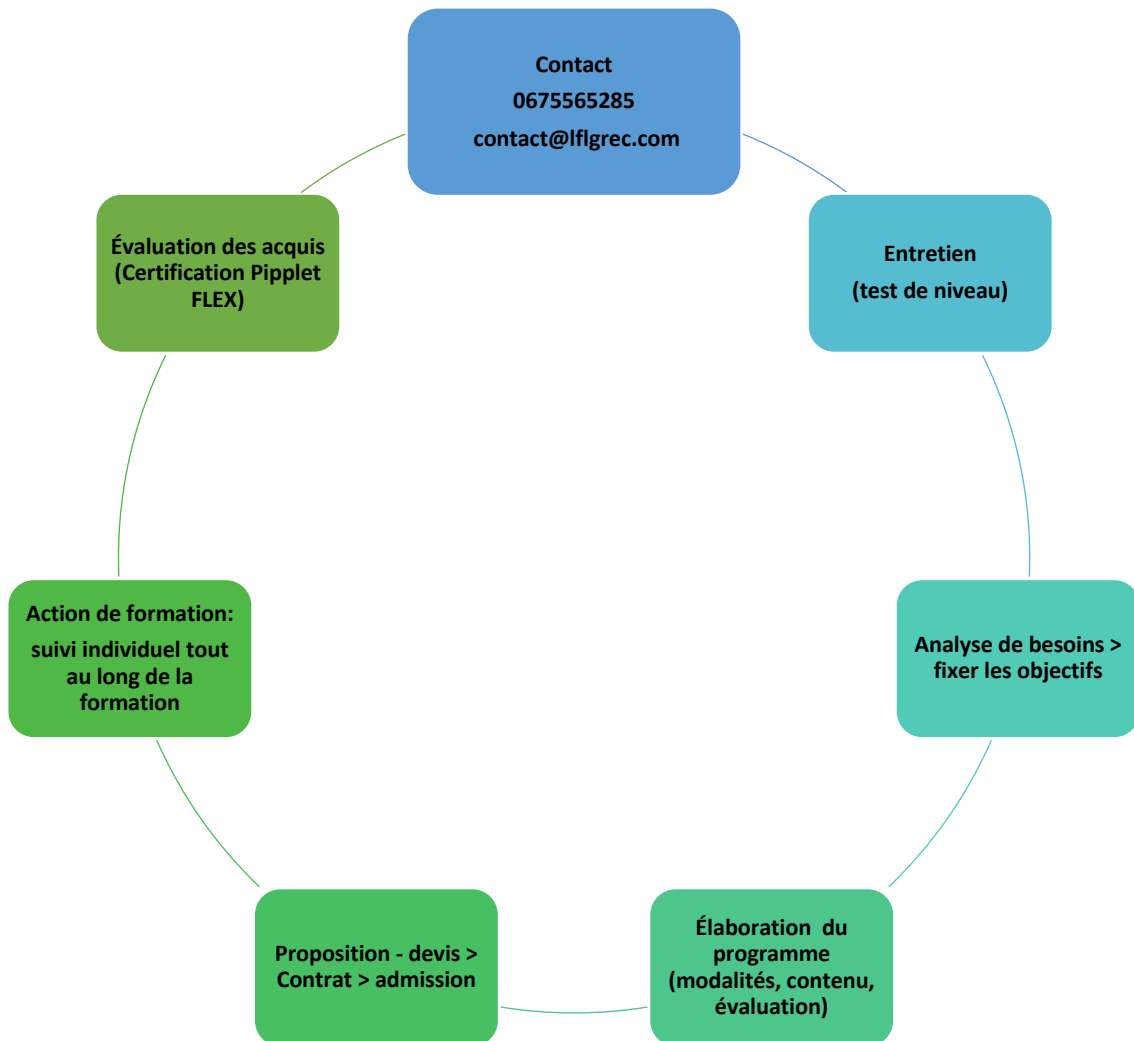 Contact
0675565285
contact@lflgrec.com
Entretien
(test de niveau)
Analyse de besoins >
fixer les objectifs
Élaboration du
programme
(modalités, contenu,
évaluation)
Proposition - devis >
Contrat > admission
Action de formation:
suivi individuel tout
au long de la
formation
Évaluation des acquis
(Certification Pipplet
FLEX)